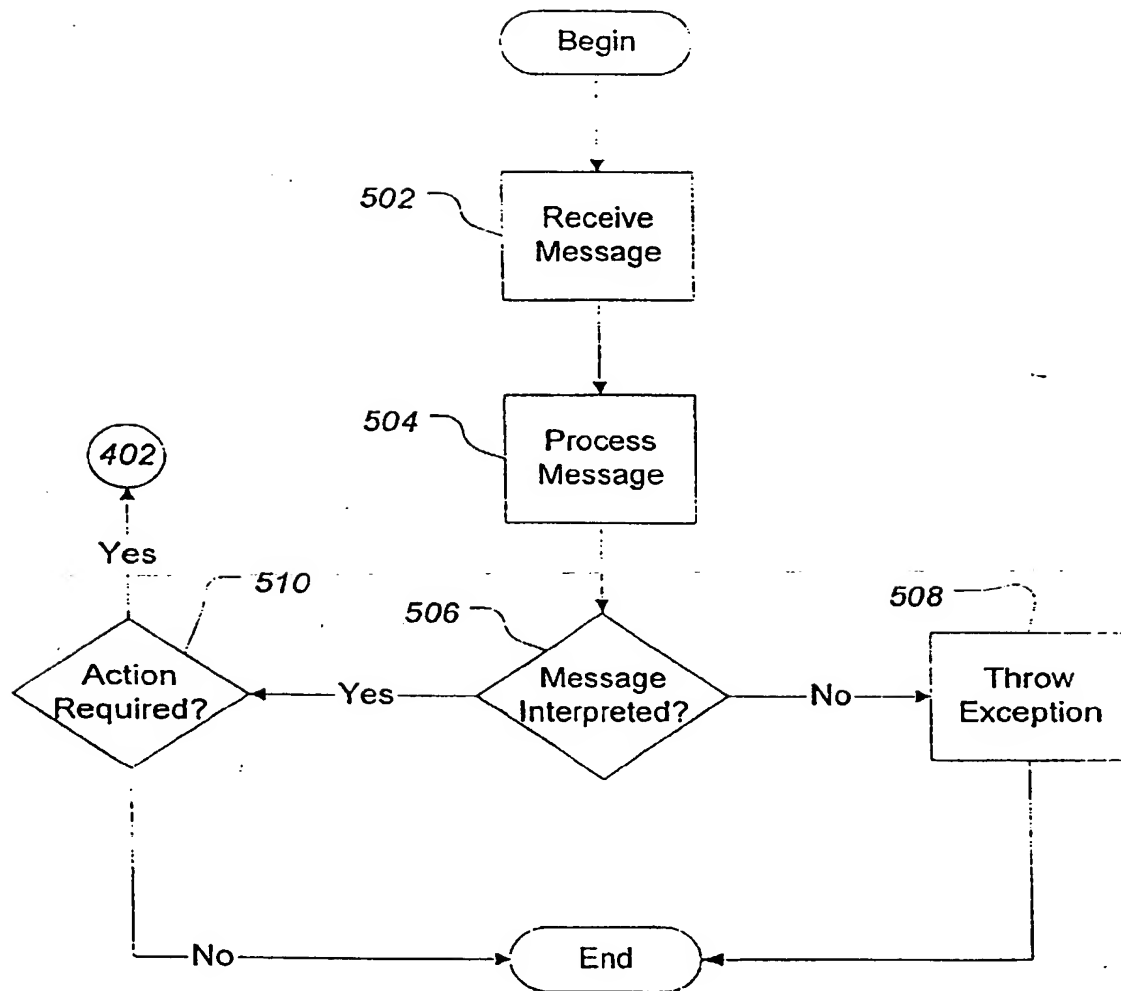 Begin
502
Receive
Message
504
Process
Message
402
Yes
510
506
508
Action
Required?
Yes
Message
Interpreted?
No
Throw
Exception
No
End